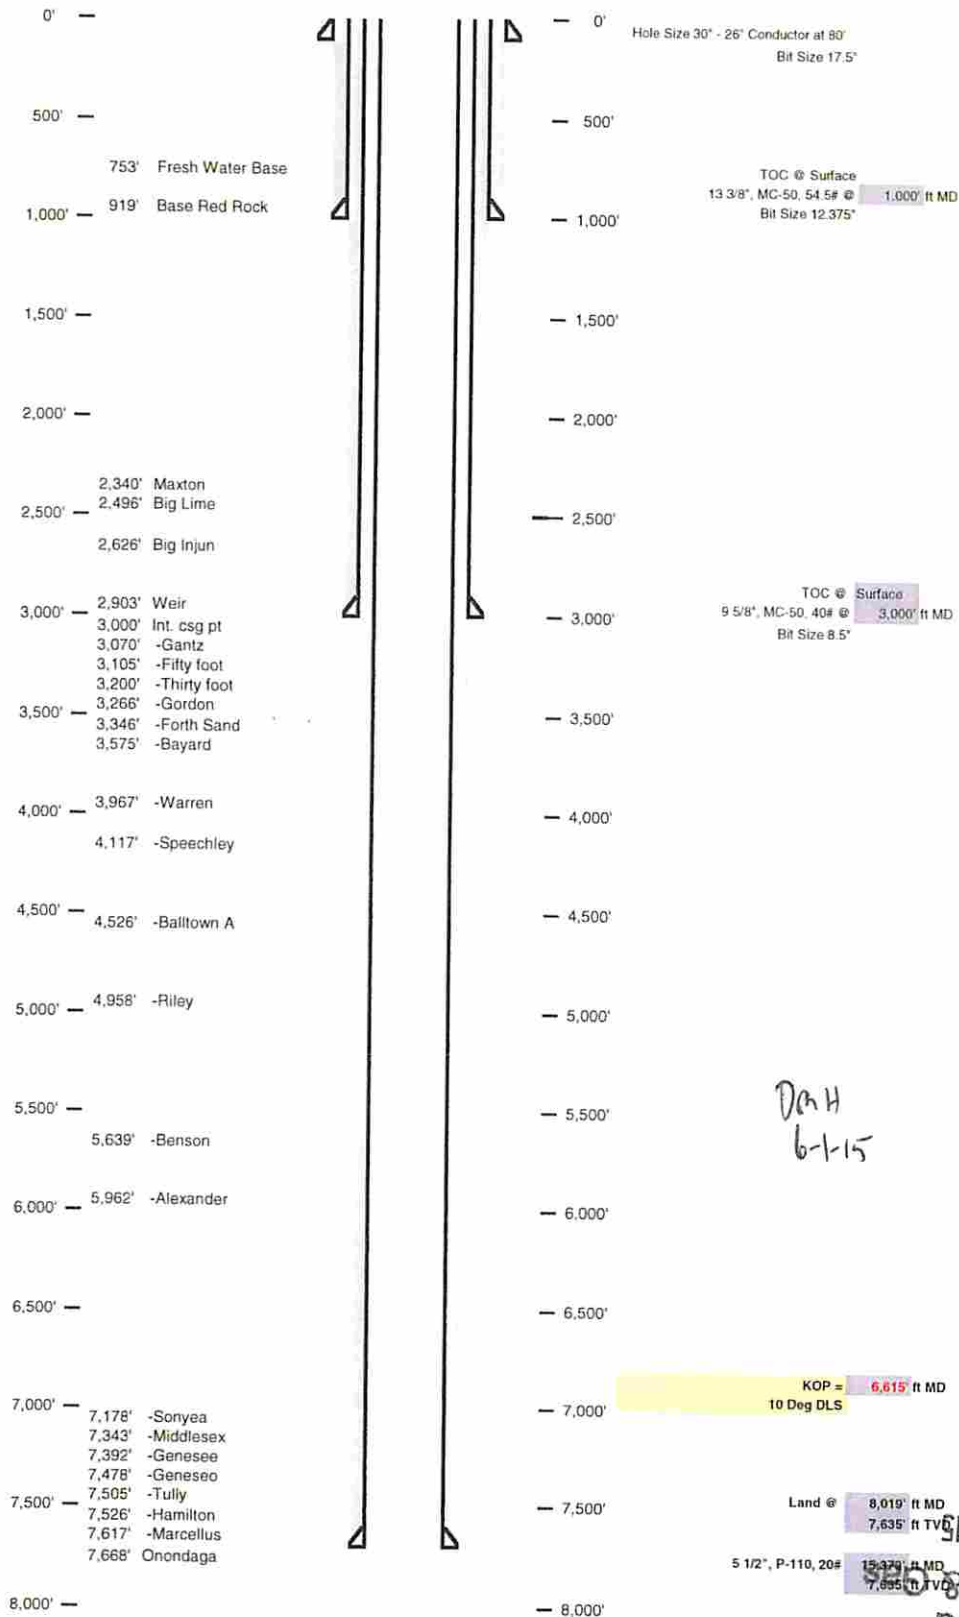 0'
0'
Hole Size 30" - 26" Conductor at 80'
Bit Size 17.5"
500'
500'
753' Fresh Water Base
TOC @ Surface
13 3/8", MC-50, 54.5# @ 1,000' ft MD
Bit Size 12.375"
919' Base Red Rock
1,000'
1,000'
1,500'
1,500'
2,000'
2,000'
2,340' Maxton
2,496' Big Lime
2,500'
2,500'
2,626' Big Injun
TOC @ Surface
9 5/8", MC-50, 40# @ 3,000' ft MD
Bit Size 8.5"
2,903' Weir
3,000'
3,000'
3,000' Int. csg pt
3,070' -Gantz
3,105' -Fifty foot
3,200' -Thirty foot
3,266' -Gordon
3,500'
3,500'
3,346' -Forth Sand
3,575' -Bayard
3,967' -Warren
4,000'
4,000'
4,117' -Speechley
4,500'
4,500'
4,526' -Balltown A
4,958' -Riley
5,000'
5,000'
5,500'
5,500'
6-1-15
5,639' -Benson
5,962' -Alexander
6,000'
6,000'
6,500'
6,500'
KOP = 6,615' ft MD
10 Deg DLS
7,000'
7,000'
7,178' -Sonyea
7,343' -Middlesex
7,392' -Genesee
7,478' -Geneseo
7,505' -Tully
7,500'
7,500'
Land @ 8,019' ft MD
7,635' ft TVD
7,526' -Hamilton
7,617' -Marcellus
7,668' Onondaga
5 1/2", P-110, 20# ft MD
7,635' ft TVD
8,000'
8,000'